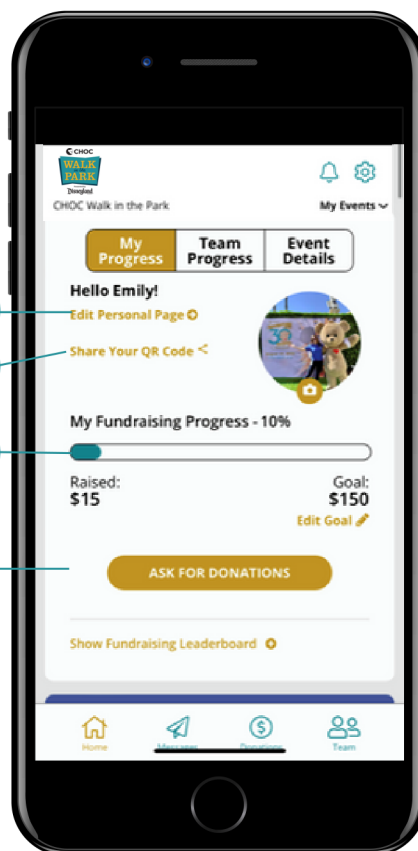 CHOC
WALK
PARK
Disneyland
CHOC Walk in the Park
My Events
My Progress
Team Progress
Event Details
Hello Emily!
Edit Personal Page
Share Your QR Code
30
My Fundraising Progress - 10%
Raised:
$15
Goal:
$150
Edit Goal
ASK FOR DONATIONS
Show Fundraising Leaderboard
Home
Messages
Donations
Team